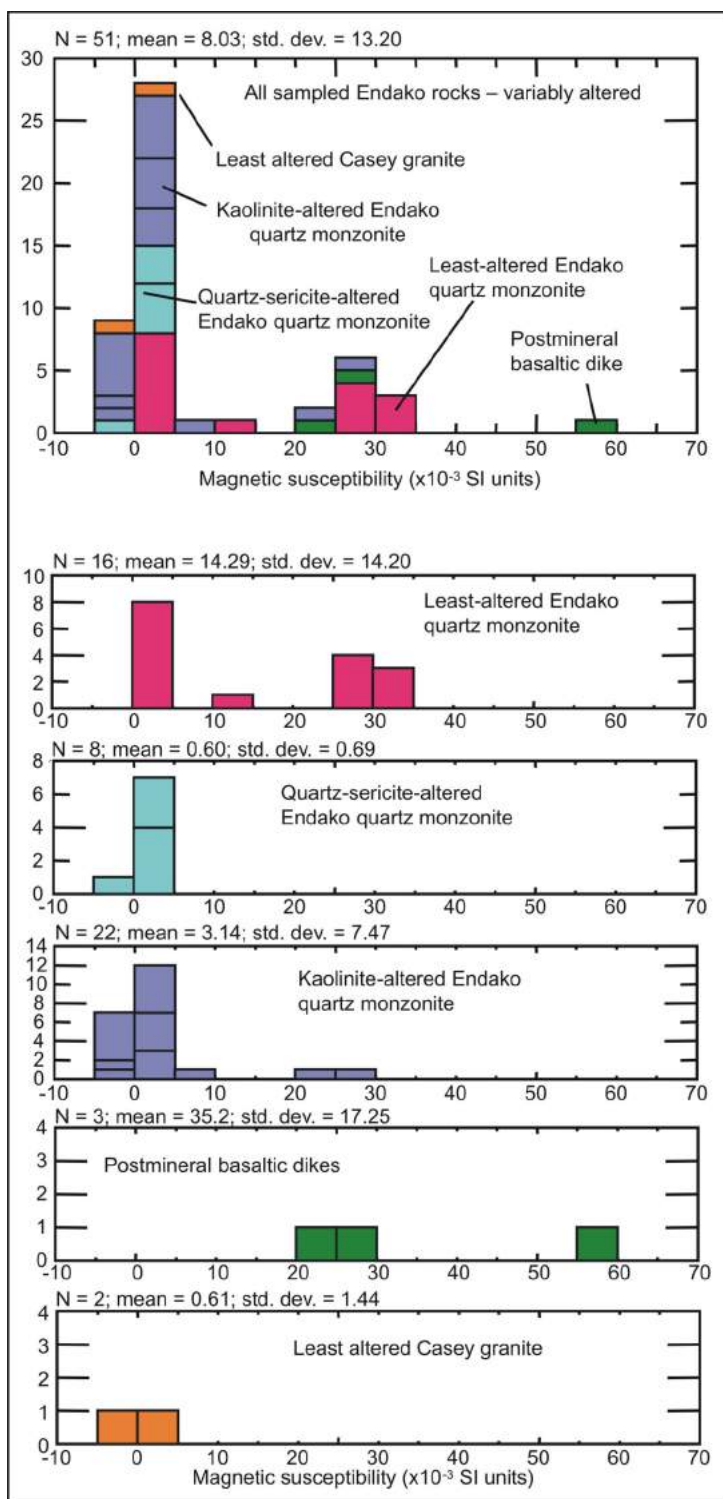 N = 51; mean = 8.03; std. dev. = 13.20
30
25
20
15
10
5
0
All sampled Endako rocks – variably altered
Least altered Casey granite
Kaolinite-altered Endako
quartz monzonite
Least-altered Endako
quartz monzonite
Quartz-sericite-altered
Endako quartz monzonite
Postmineral
basaltic dike
-10 0 10 20 30 40 50 60 70
Magnetic susceptibility (x10⁻³ SI units)
N = 16; mean = 14.29; std. dev. = 14.20
10
8
6
4
2
0
Least-altered Endako
quartz monzonite
-10 0 10 20 30 40 50 60 70
N = 8; mean = 0.60; std. dev. = 0.69
8
6
4
2
0
Quartz-sericite-altered
Endako quartz monzonite
-10 0 10 20 30 40 50 60 70
N = 22; mean = 3.14; std. dev. = 7.47
14
12
10
8
6
4
2
0
Kaolinite-altered Endako
quartz monzonite
-10 0 10 20 30 40 50 60 70
N = 3; mean = 35.2; std. dev. = 17.25
4
3
2
1
0
Postmineral basaltic dikes
-10 0 10 20 30 40 50 60 70
N = 2; mean = 0.61; std. dev. = 1.44
4
3
2
1
0
Least altered Casey granite
-10 0 10 20 30 40 50 60 70
Magnetic susceptibility (x10⁻³ SI units)